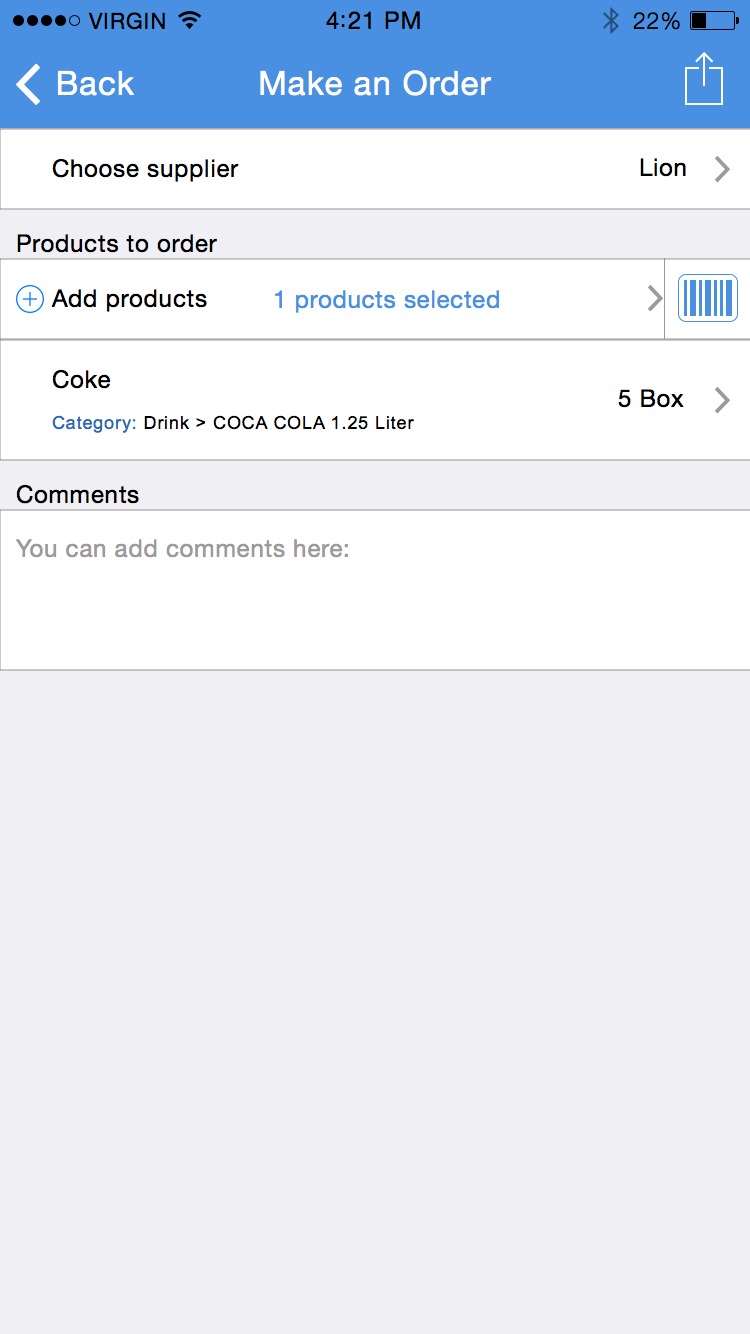 VIRGIN 4:21 PM 22%
Back Make an Order
Choose supplier Lion
Products to order
Add products 1 products selected
Coke
5 Box
Category: Drink > COCA COLA 1.25 Liter
Comments
You can add comments here: